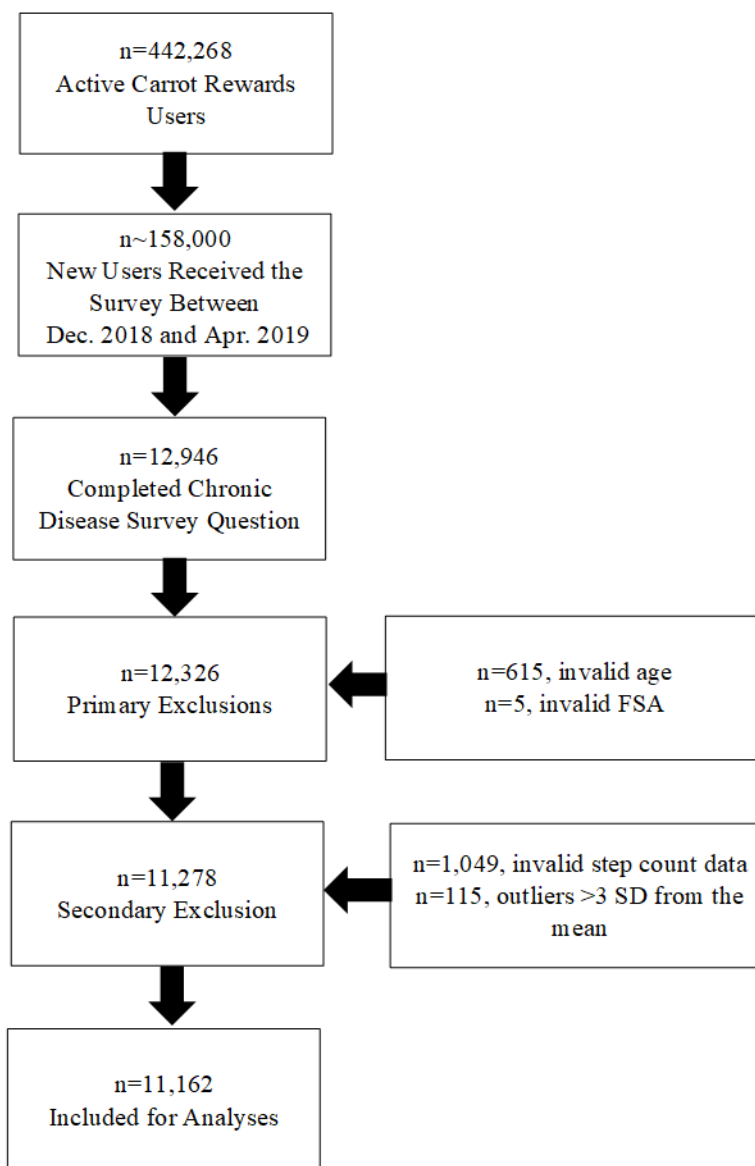 n=442,268
Active Carrot Rewards
Users
n~158,000
New Users Received the
Survey Between
Dec. 2018 and Apr. 2019
n=12,946
Completed Chronic
Disease Survey Question
n=12,326
Primary Exclusions
n=615, invalid age
n=5, invalid FSA
n=11,278
Secondary Exclusion
n=1,049, invalid step count data
n=115, outliers >3 SD from the
mean
n=11,162
Included for Analyses